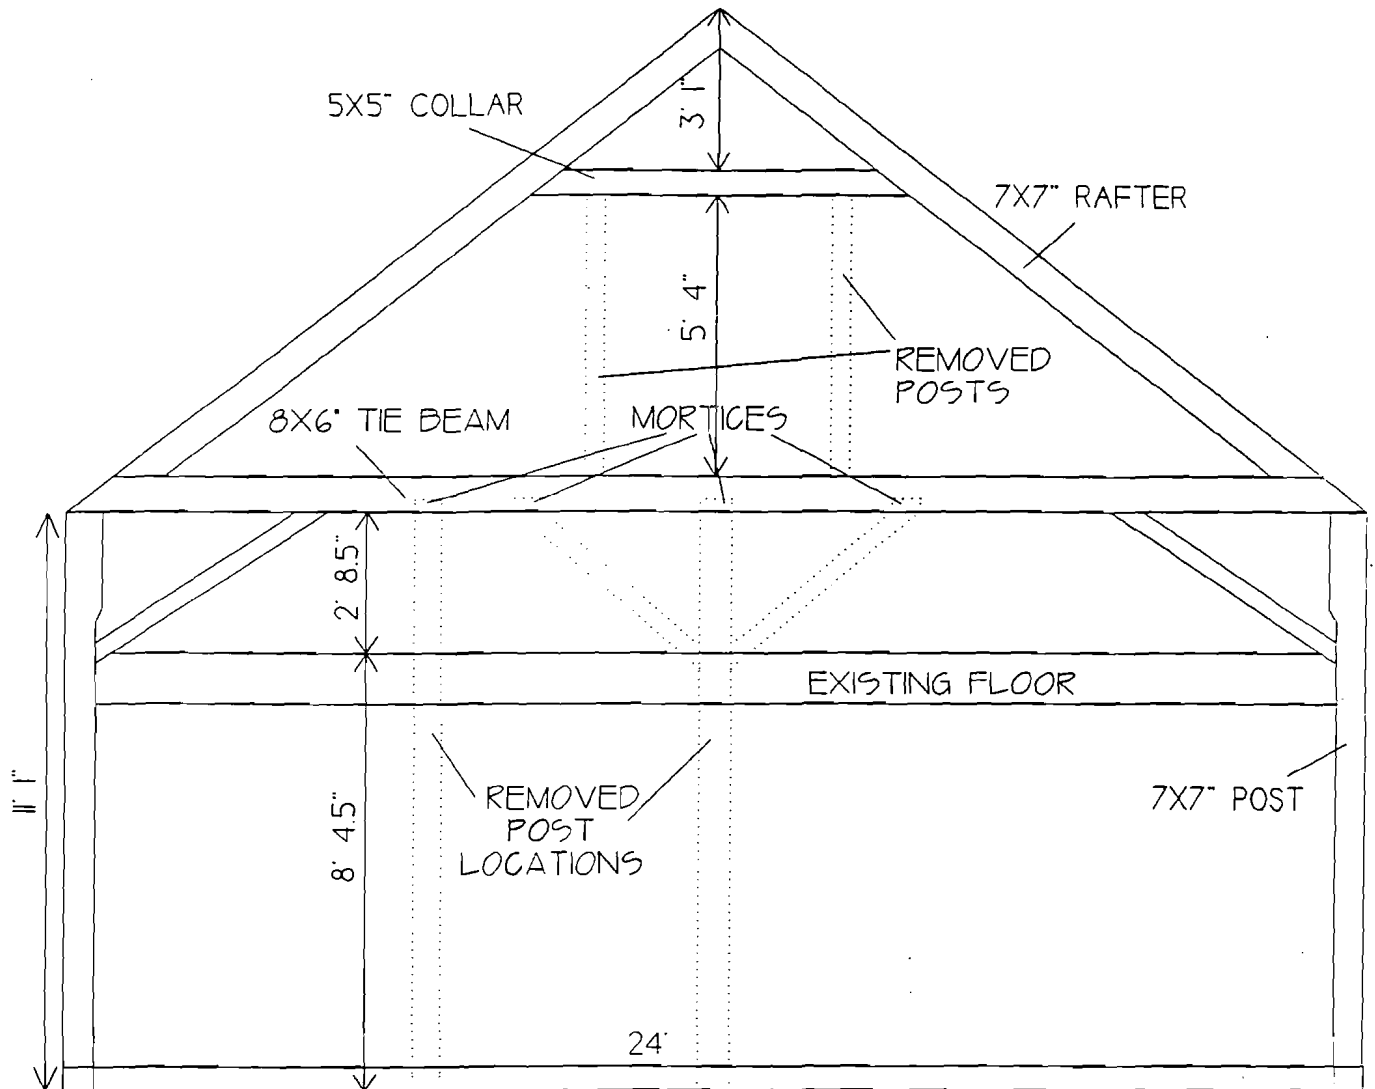 3' 1"
5X5" COLLAR
7X7" RAFTER
5' 4"
REMOVED
POSTS
8X6" TIE BEAM
MORTICES
2' 8.5"
EXISTING FLOOR
11' 1"
8' 4.5"
REMOVED
POST
LOCATIONS
7X7" POST
24'